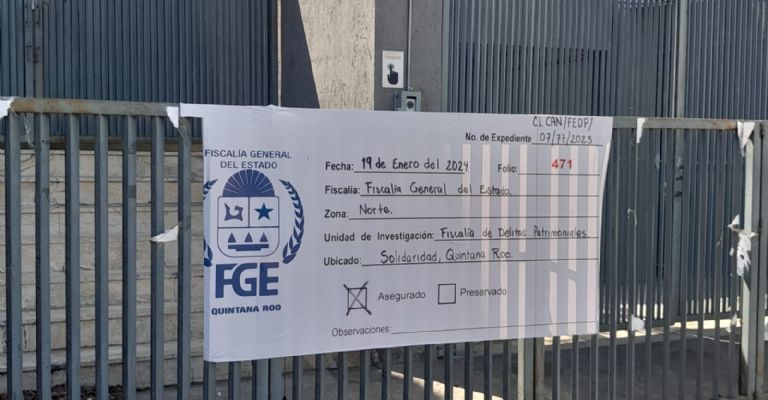 FISCALÍA GENERAL
DEL ESTADO
FGE
QUINTANA ROO
CL CAN/FEDP/
No. de Expediente 07/77/2023
Fecha: 19 de Enero del 2024 Folio: 471
Fiscalía: Fiscalía General del Estado.
Zona: Norte.
Unidad de Investigación: Fiscalía de Delitos Patrimoniales.
Ubicado: Solidaridad, Quintana Roo.
Asegurado Preservado
Observaciones: